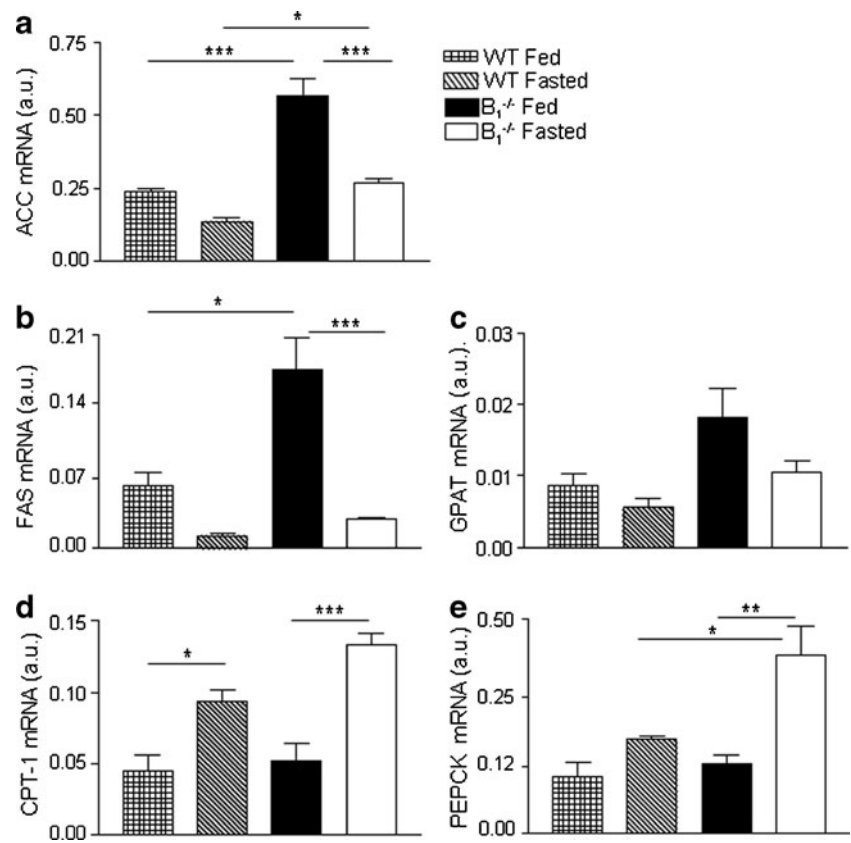 a
ACC mRNA (a.u.)
0.75
0.50
0.25
0.00
***
*
***
WT Fed
WT Fasted
B₁⁻/⁻ Fed
B₁⁻/⁻ Fasted
b
FAS mRNA (a.u.)
0.21
0.14
0.07
0.00
*
***
c
GPAT mRNA (a.u.).
0.03
0.02
0.01
0.00
d
CPT-1 mRNA (a.u.)
0.15
0.10
0.05
0.00
*
***
e
PEPCK mRNA (a.u.)
0.50
0.25
0.12
0.00
*
**